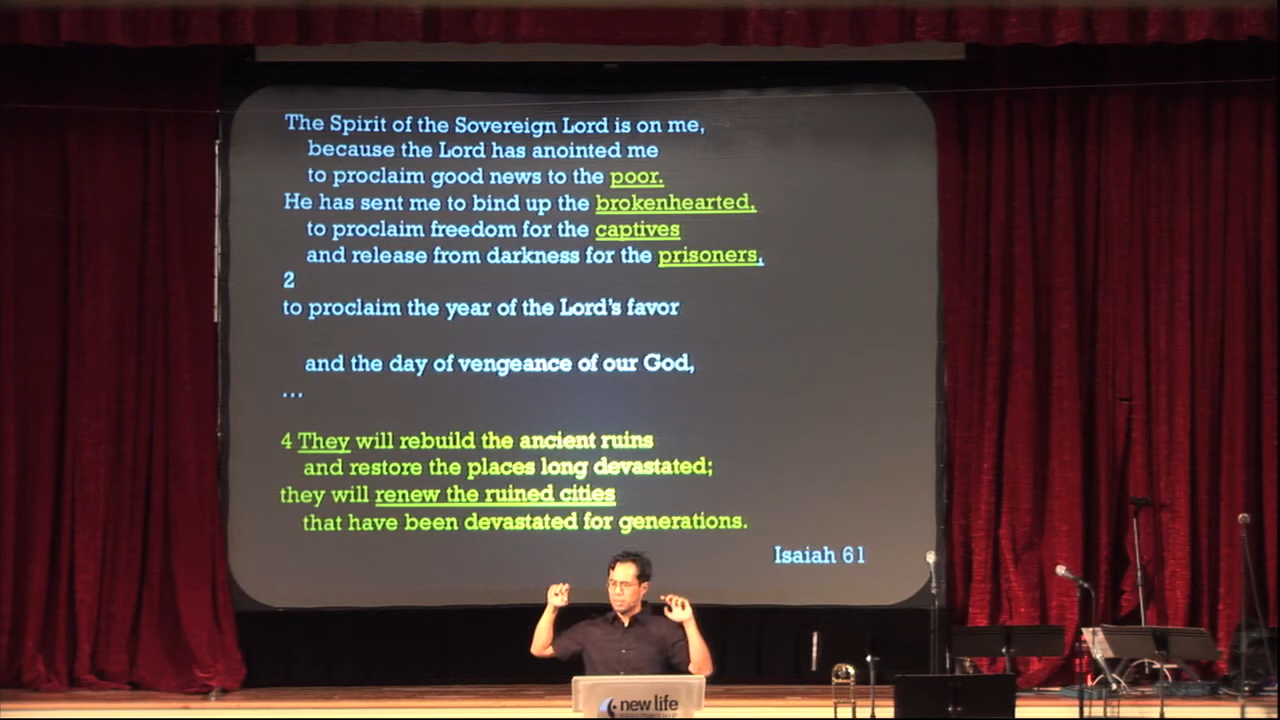 The Spirit of the Sovereign Lord is on me,
because the Lord has anointed me
to proclaim good news to the poor.
He has sent me to bind up the brokenhearted,
to proclaim freedom for the captives
and release from darkness for the prisoners,
2
to proclaim the year of the Lord's favor
and the day of vengeance of our God,
...
4 They will rebuild the ancient ruins
and restore the places long devastated;
they will renew the ruined cities
that have been devastated for generations.
Isaiah 61
new life